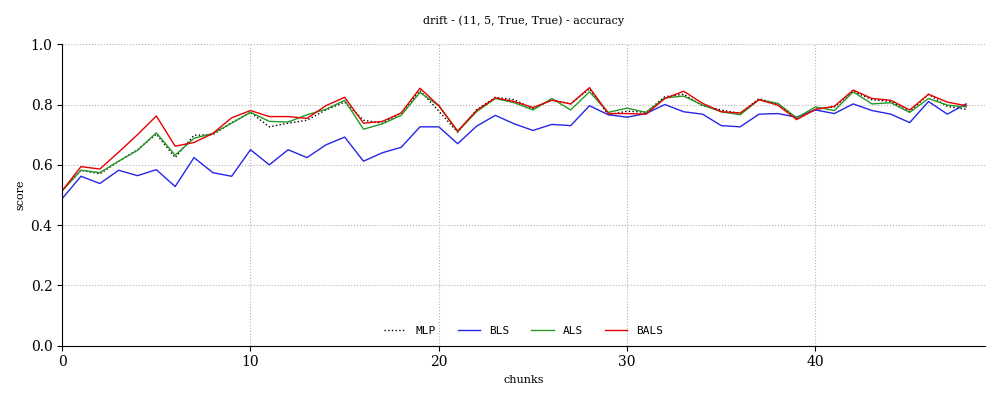 drift - (11, 5, True, True) - accuracy
1.0
0.8
0.6
0.4
0.2
0.0
score
0 10 20 30 40
chunks
MLP BLS ALS BALS